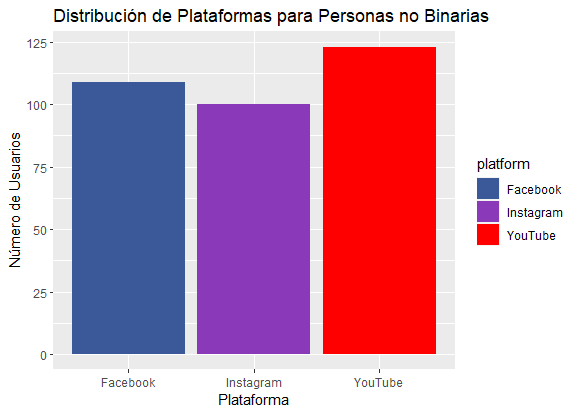 Distribución de Plataformas para Personas no Binarias
Número de Usuarios
125
100
75
50
25
0
Facebook
Instagram
YouTube
Plataforma
platform
Facebook
Instagram
YouTube